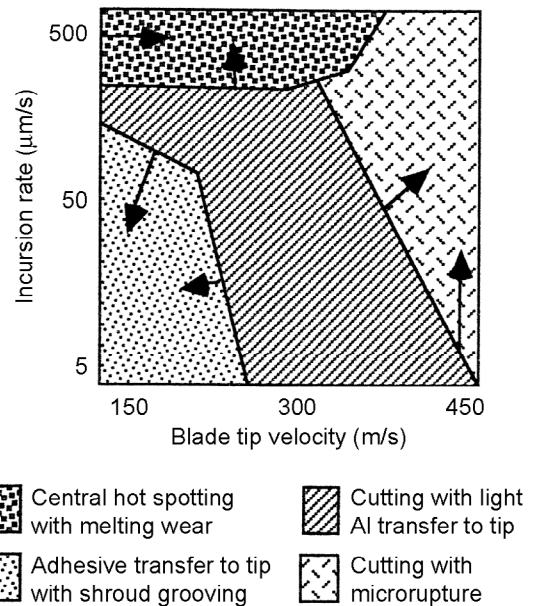 500
50
5
Incursion rate (μm/s)
150 300 450
Blade tip velocity (m/s)
Central hot spotting
with melting wear
Cutting with light
Al transfer to tip
Adhesive transfer to tip
with shroud grooving
Cutting with
microrupture